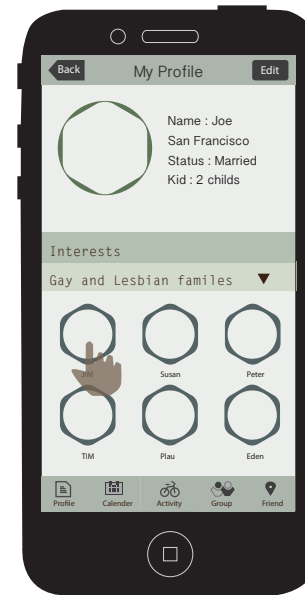 Back My Profile Edit
Name : Joe
San Francisco
Status : Married
Kid : 2 childs
Interests
Gay and Lesbian familes
JIM Susan Peter
TIM Plau Eden
Profile Calender Activity Group Friend